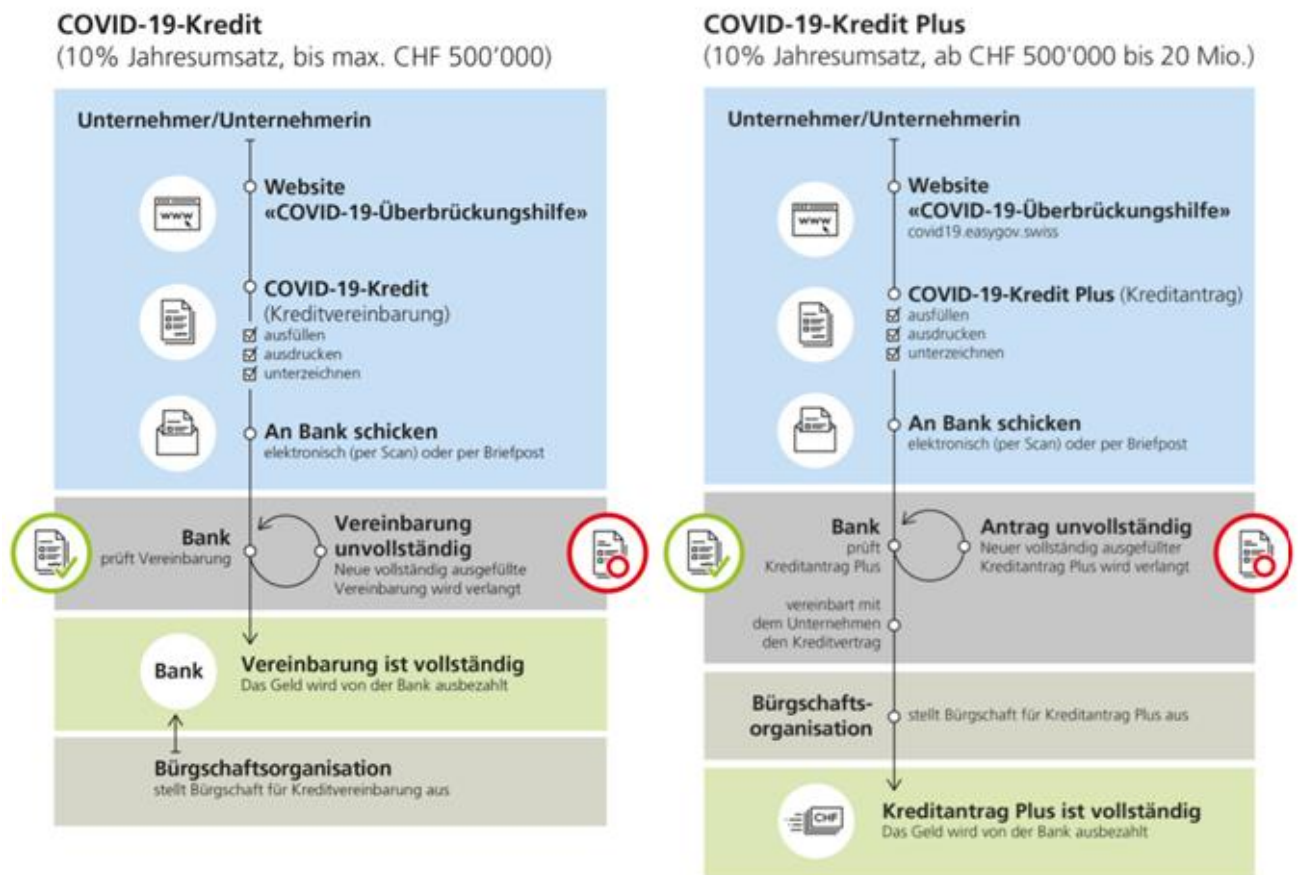 COVID-19-Kredit
(10% Jahresumsatz, bis max. CHF 500'000)
Unternehmer/Unternehmerin
www
Website
«COVID-19-Überbrückungshilfe»
COVID-19-Kredit
(Kreditvereinbarung)
ausfüllen
ausdrucken
unterzeichnen
An Bank schicken
elektronisch (per Scan) oder per Briefpost
Bank
prüft Vereinbarung
Vereinbarung
unvollständig
Neue vollständig ausgefüllte
Vereinbarung wird verlangt
Bank
Vereinbarung ist vollständig
Das Geld wird von der Bank ausbezahlt
Bürgschaftsorganisation
stellt Bürgschaft für Kreditvereinbarung aus
COVID-19-Kredit Plus
(10% Jahresumsatz, ab CHF 500'000 bis 20 Mio.)
Unternehmer/Unternehmerin
www
Website
«COVID-19-Überbrückungshilfe»
covid19.easygov.swiss
COVID-19-Kredit Plus (Kreditantrag)
ausfüllen
ausdrucken
unterzeichnen
An Bank schicken
elektronisch (per Scan) oder per Briefpost
Bank
prüft
Kreditantrag Plus
Antrag unvollständig
Neuer vollständig ausgefüllter
Kreditantrag Plus wird verlangt
vereinbart mit
dem Unternehmen
den Kreditvertrag
Bürgschafts-
organisation
stellt Bürgschaft für Kreditantrag Plus aus
CHF
Kreditantrag Plus ist vollständig
Das Geld wird von der Bank ausbezahlt